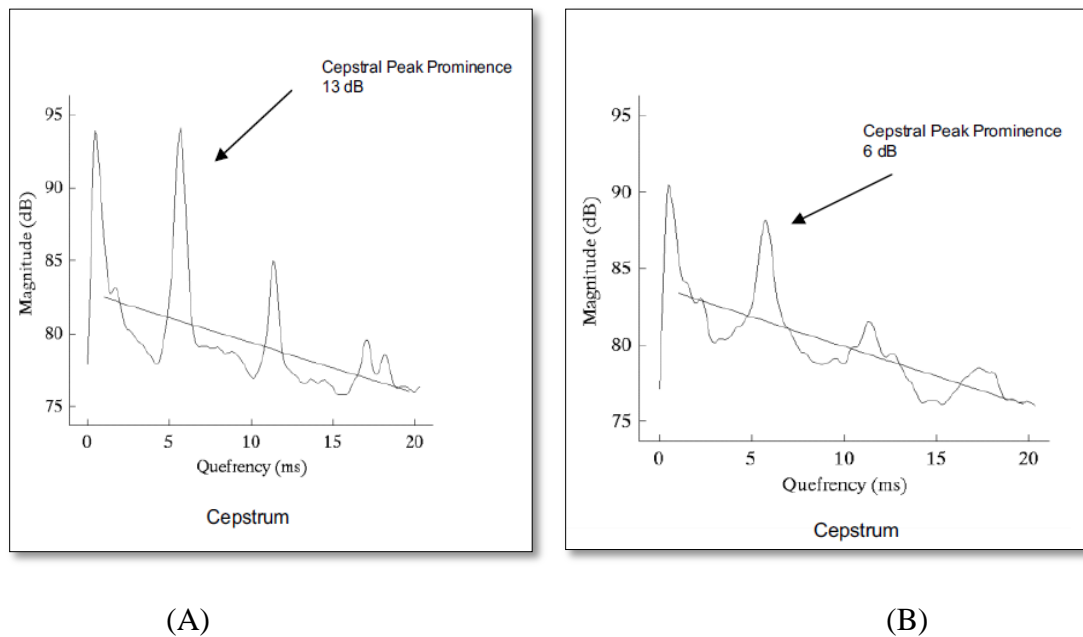 Cepstral Peak Prominence
13 dB
95
90
85
80
75
Magnitude (dB)
0 5 10 15 20
Quefrency (ms)
Cepstrum
(A)
Cepstral Peak Prominence
6 dB
95
90
85
80
75
Magnitude (dB)
0 5 10 15 20
Quefrency (ms)
Cepstrum
(B)